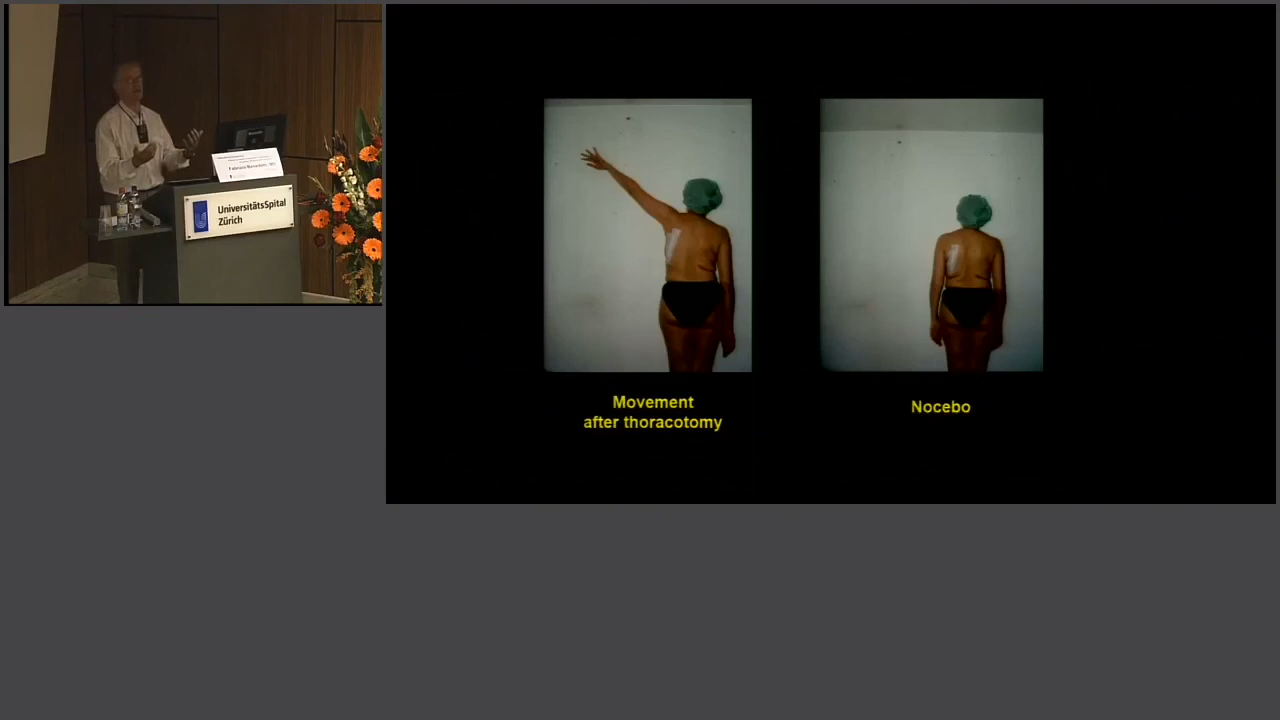 UniversitätsSpital
Zürich
Movement
after thoracotomy
Nocebo